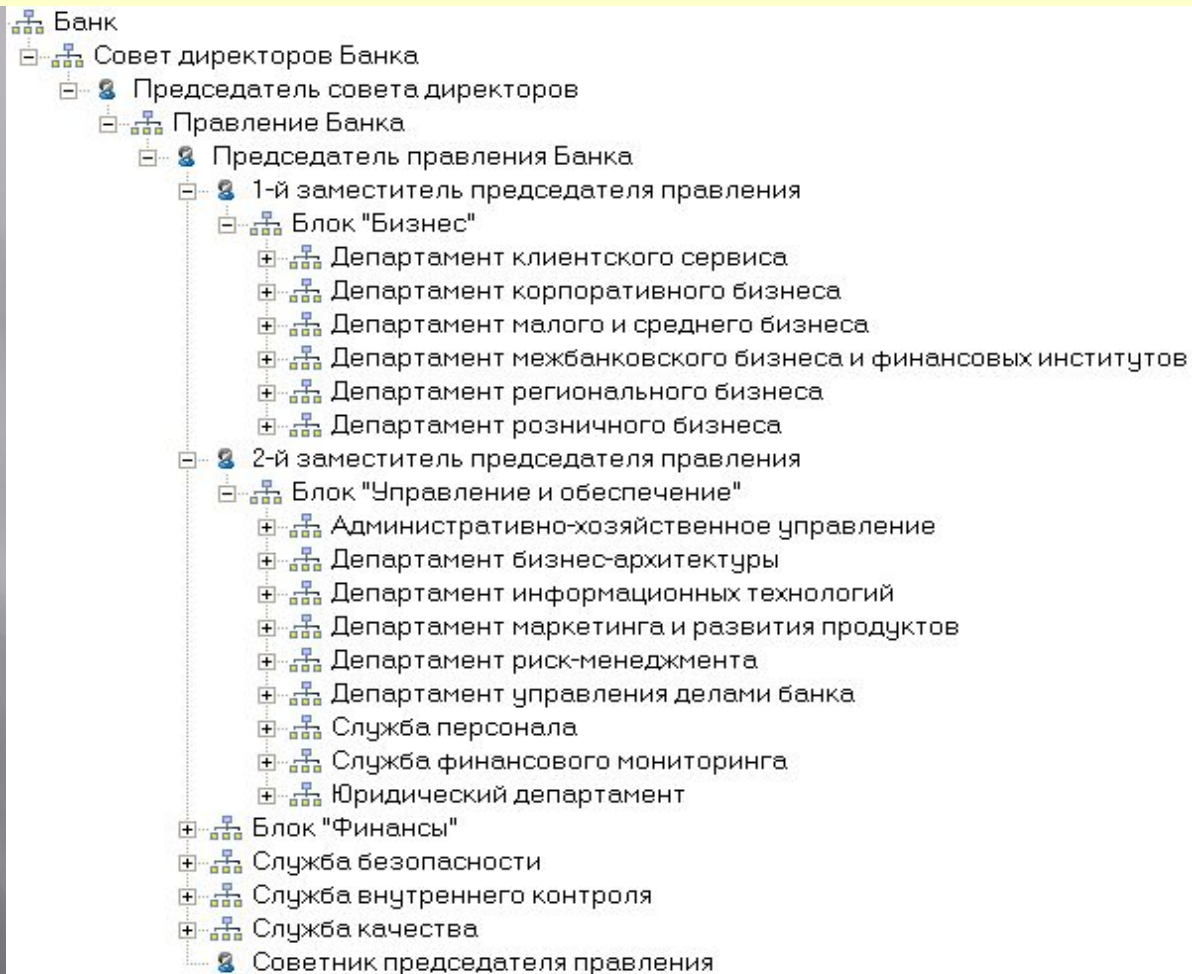 Банк
Совет директоров Банка
Председатель совета директоров
Правление Банка
Председатель правления Банка
1-й заместитель председателя правления
Блок "Бизнес"
Департамент клиентского сервиса
Департамент корпоративного бизнеса
Департамент малого и среднего бизнеса
Департамент межбанковского бизнеса и финансовых институтов
Департамент регионального бизнеса
Департамент розничного бизнеса
2-й заместитель председателя правления
Блок "Управление и обеспечение"
Административно-хозяйственное управление
Департамент бизнес-архитектуры
Департамент информационных технологий
Департамент маркетинга и развития продуктов
Департамент риск-менеджмента
Департамент управления делами банка
Служба персонала
Служба финансового мониторинга
Юридический департамент
Блок "Финансы"
Служба безопасности
Служба внутреннего контроля
Служба качества
Советник председателя правления